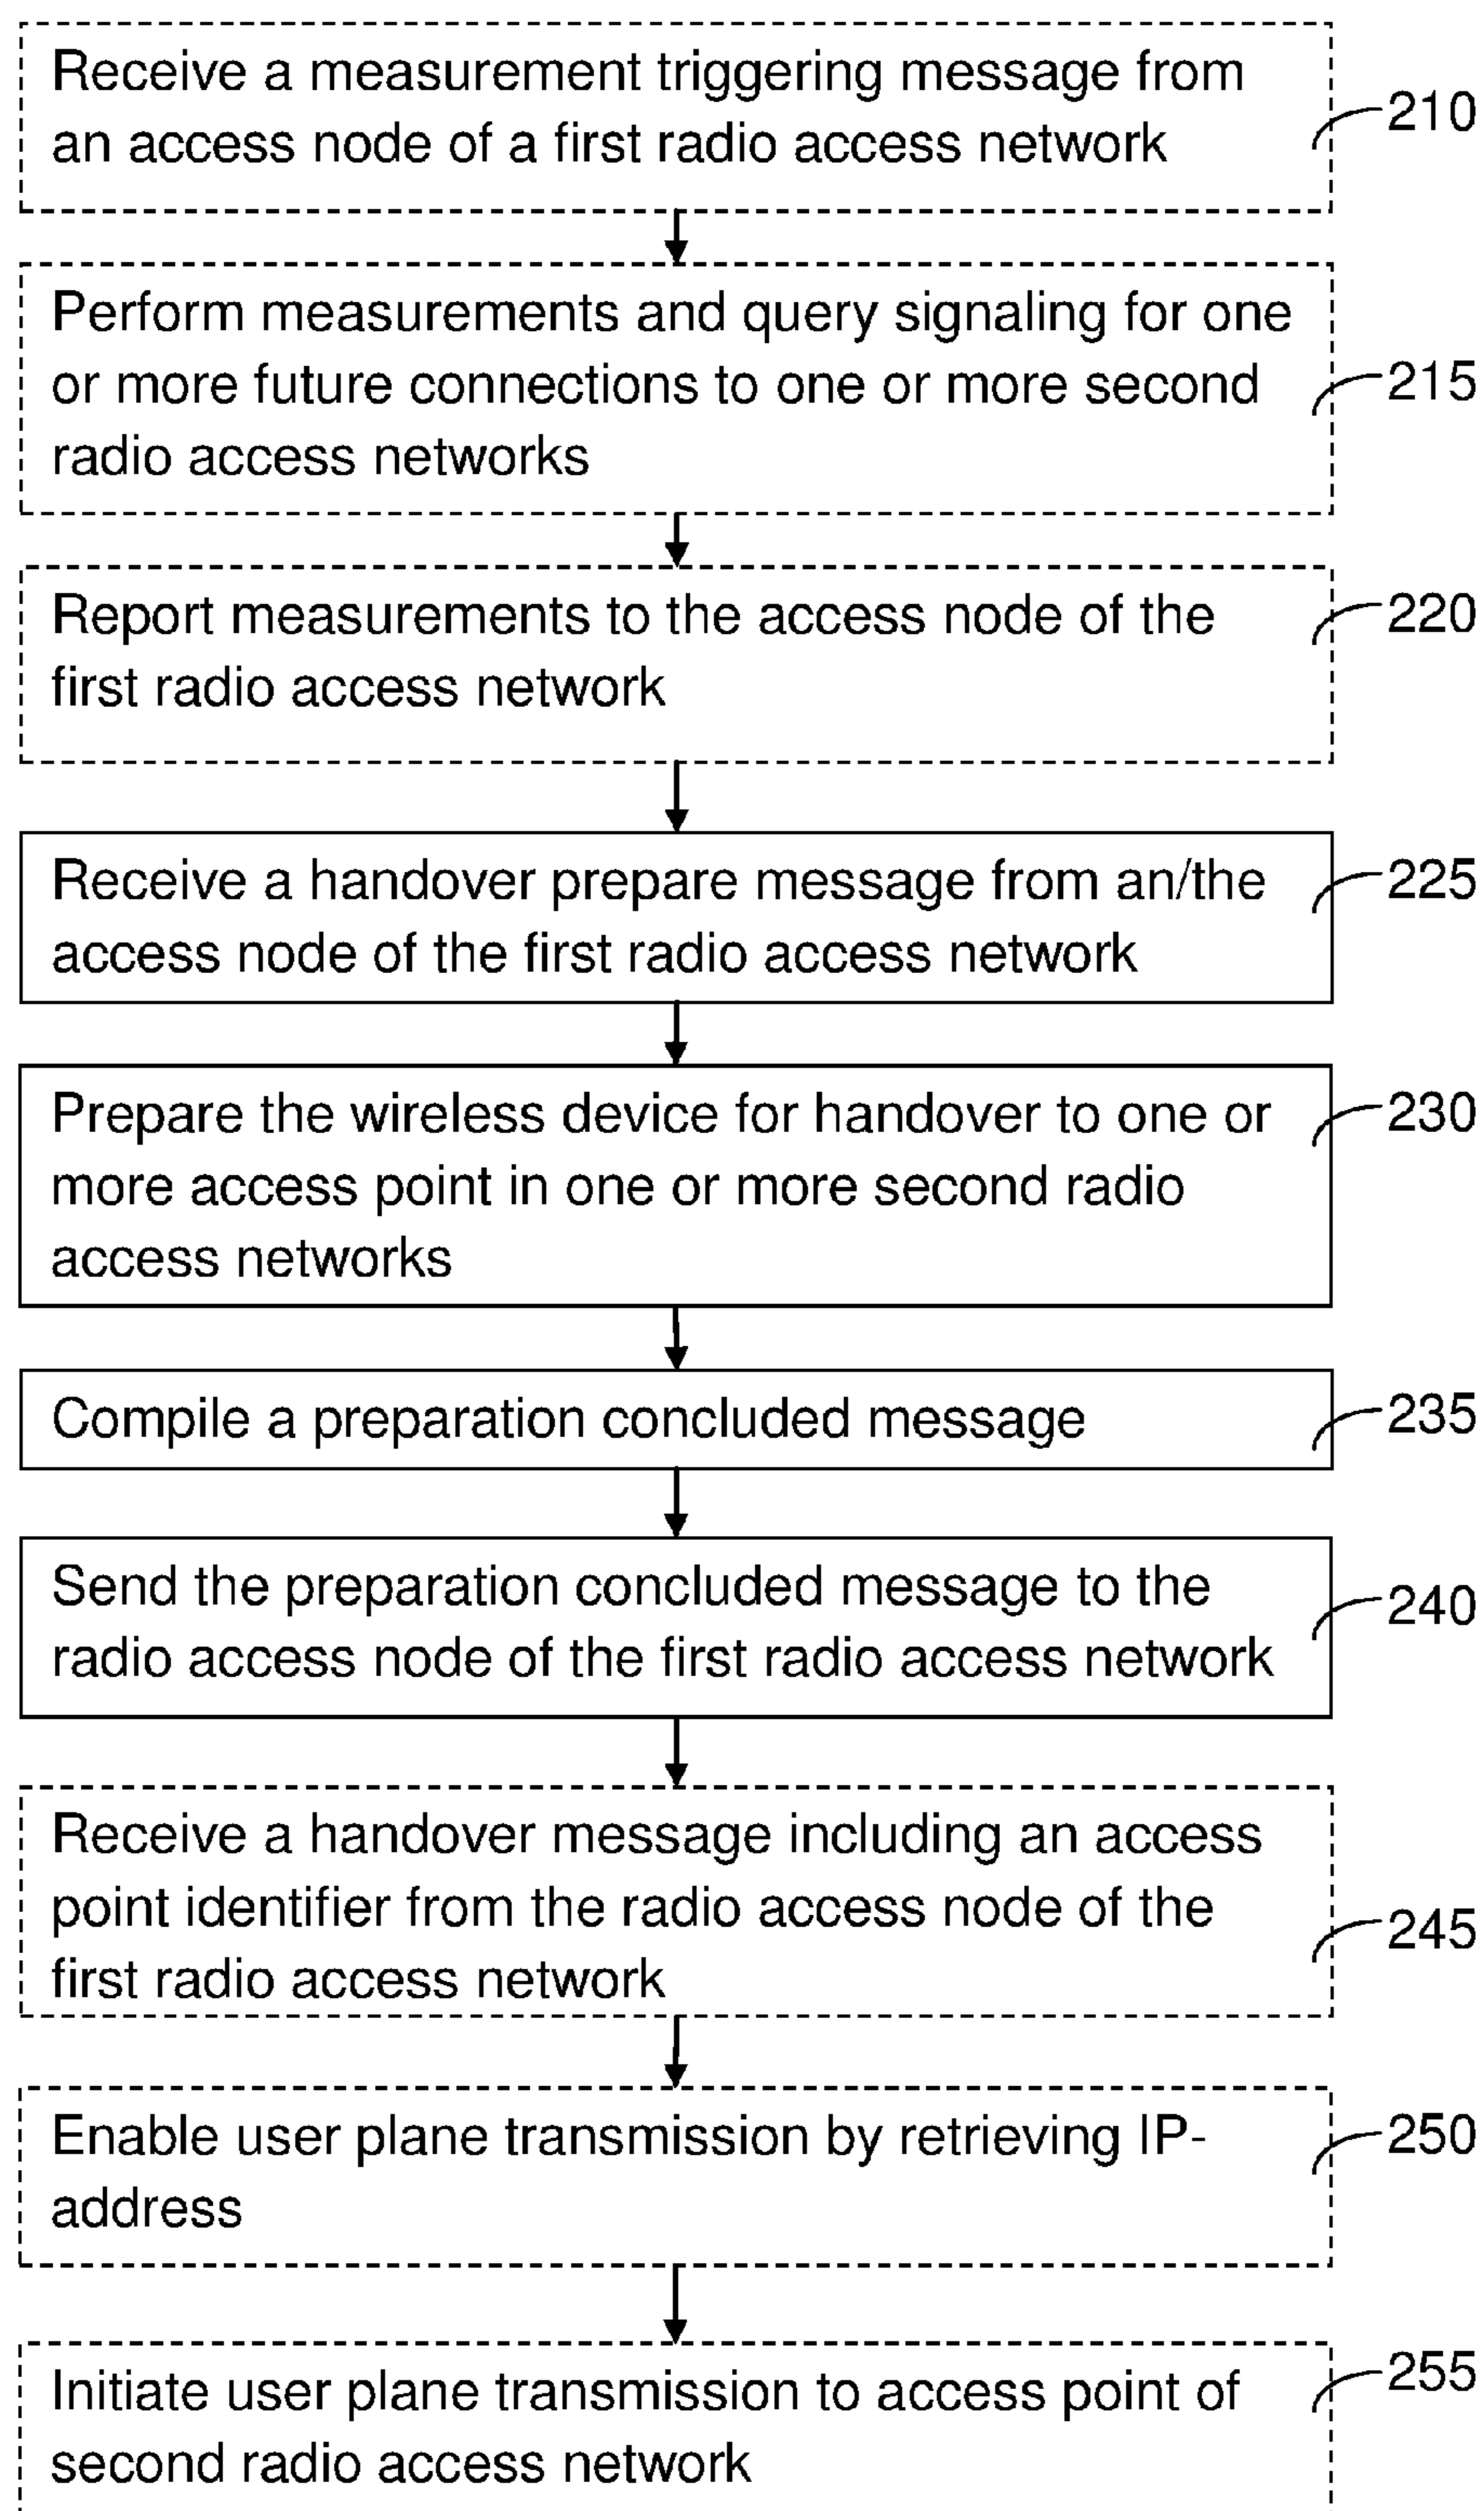 Receive a measurement triggering message from
an access node of a first radio access network
210
Perform measurements and query signaling for one
or more future connections to one or more second
radio access networks
215
Report measurements to the access node of the
first radio access network
220
Receive a handover prepare message from an/the
access node of the first radio access network
225
Prepare the wireless device for handover to one or
more access point in one or more second radio
access networks
230
Compile a preparation concluded message
235
Send the preparation concluded message to the
radio access node of the first radio access network
240
Receive a handover message including an access
point identifier from the radio access node of the
first radio access network
245
Enable user plane transmission by retrieving IP-
address
250
Initiate user plane transmission to access point of
second radio access network
255